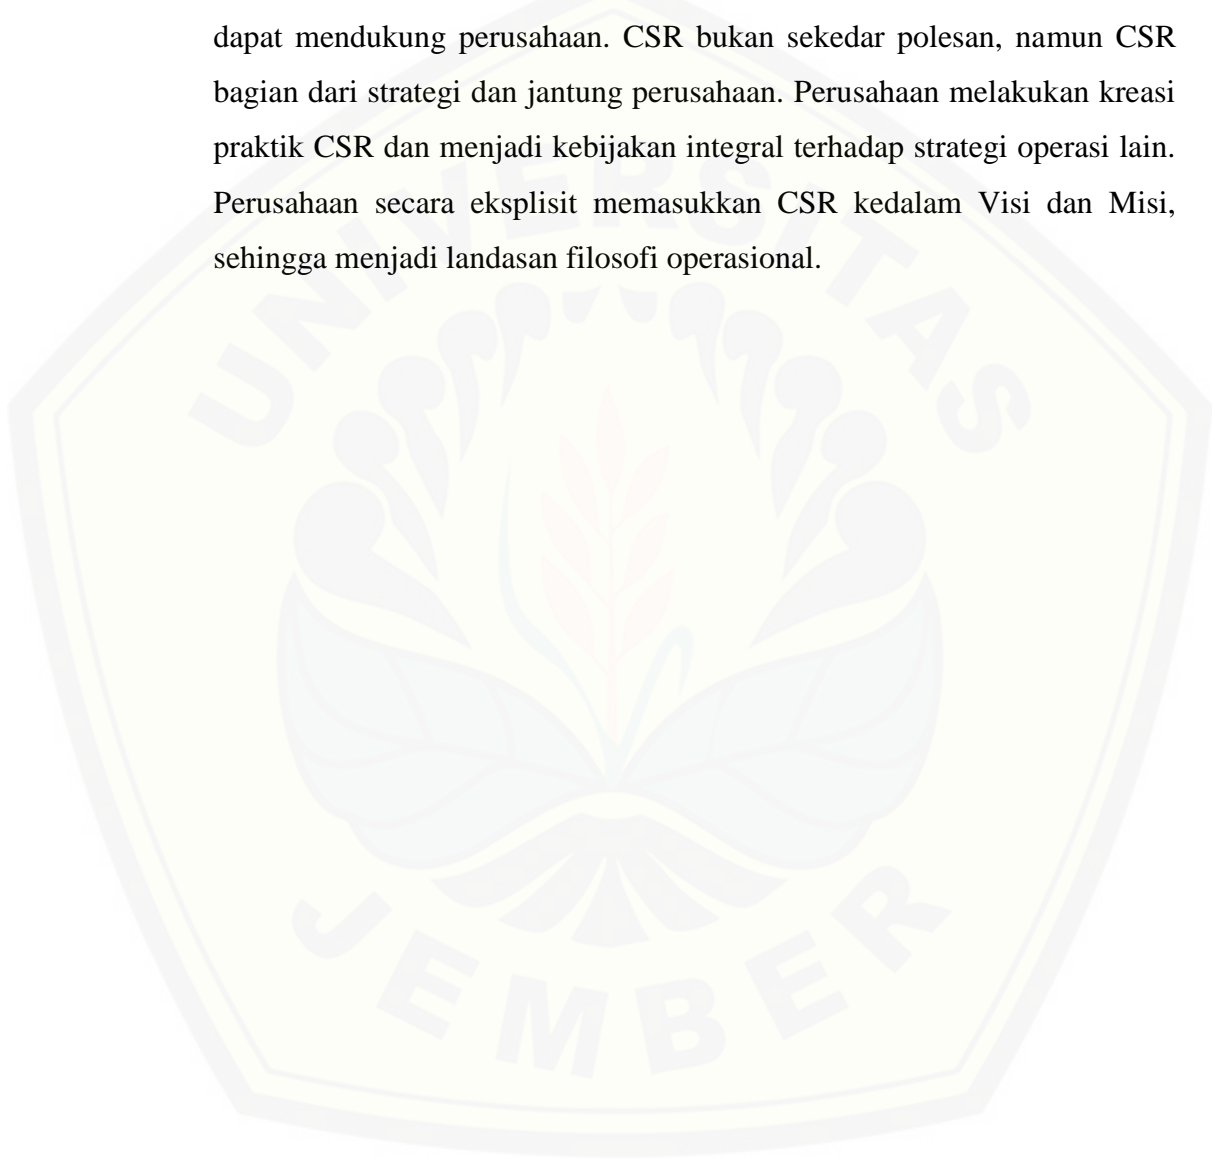 dapat mendukung perusahaan. CSR bukan sekedar polesan, namun CSR
bagian dari strategi dan jantung perusahaan. Perusahaan melakukan kreasi
praktik CSR dan menjadi kebijakan integral terhadap strategi operasi lain.
Perusahaan secara eksplisit memasukkan CSR kedalam Visi dan Misi,
sehingga menjadi landasan filosofi operasional.
UNIVERSITAS
JEMBER